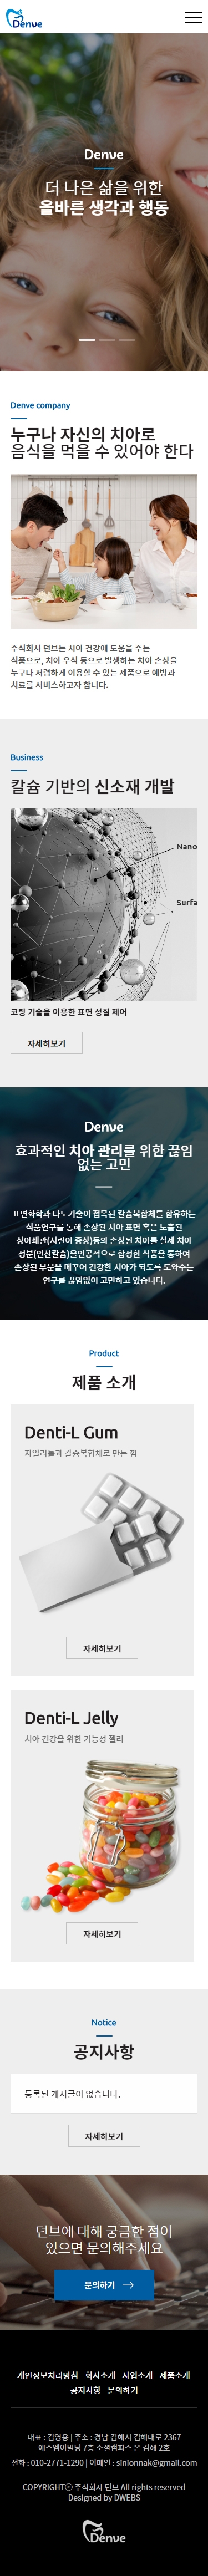 Denve
Denve
더 나은 삶을 위한
올바른 생각과 행동
Denve company
누구나 자신의 치아로
음식을 먹을 수 있어야 한다
주식회사 던브는 치아 건강에 도움을 주는
식품으로, 치아 우식 등으로 발생하는 치아 손상을
누구나 저렴하게 이용할 수 있는 제품으로 예방과
치료를 서비스하고자 합니다.
Business
칼슘 기반의 신소재 개발
Nano
Surfa
코팅 기술을 이용한 표면 성질 제어
자세히보기
Denve
효과적인 치아 관리를 위한 끊임
없는 고민
표면화학과 나노기술이 접목된 칼슘복합체를 함유하는
식품연구를 통해 손상된 치아 표면 혹은 노출된
상아세관(시린이 증상)등의 손상된 치아를 실제 치아
성분(인산칼슘)을인공적으로 합성한 식품을 통하여
손상된 부분을 메꾸어 건강한 치아가 되도록 도와주는
연구를 끊임없이 고민하고 있습니다.
Product
제품 소개
Denti-L Gum
자일리톨과 칼슘복합체로 만든 껌
자세히보기
Denti-L Jelly
치아 건강을 위한 기능성 젤리
자세히보기
Notice
공지사항
등록된 게시글이 없습니다.
자세히보기
던브에 대해 궁금한 점이
있으면 문의해주세요
문의하기
개인정보처리방침 회사소개 사업소개 제품소개
공지사항 문의하기
대표 : 김영용 | 주소 : 경남 김해시 김해대로 2367
에스엠이빌딩 7층 소셜캠퍼스 온 김해 2호
전화 : 010-2771-1290 | 이메일 : sinionnak@gmail.com
COPYRIGHTⓒ 주식회사 던브 All rights reserved
Designed by DWEBS
Denve